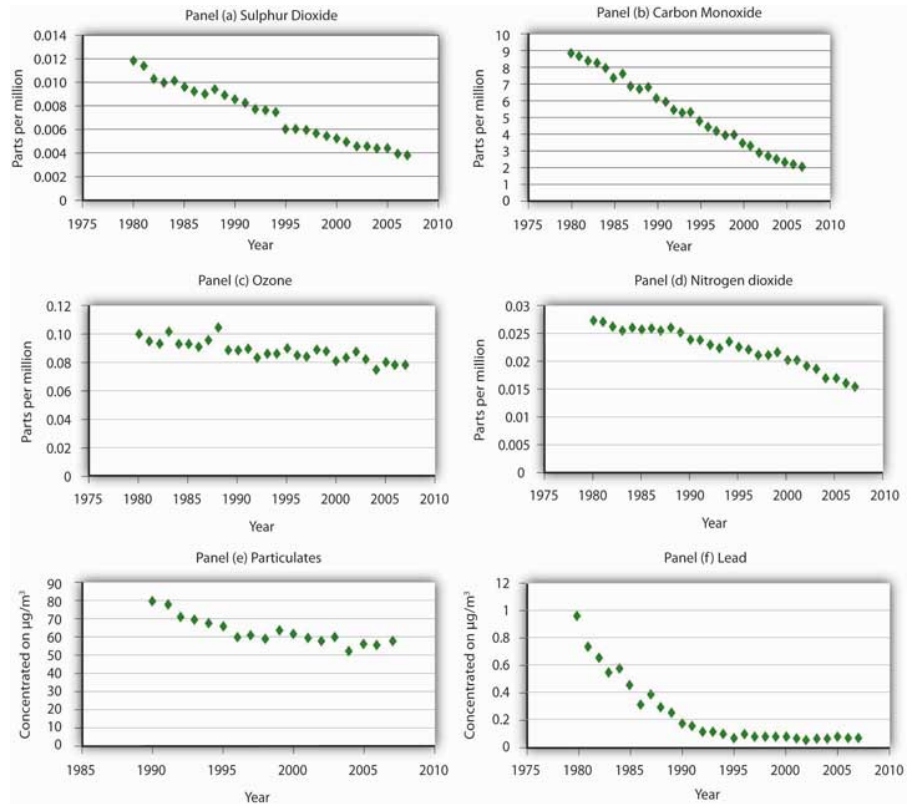 Panel (a) Sulphur Dioxide
Parts per million
0.014
0.012
0.010
0.008
0.006
0.004
0.002
0
1975 1980 1985 1990 1995 2000 2005 2010
Year
Panel (b) Carbon Monoxide
Parts per million
10
9
8
7
6
5
4
3
2
1
0
1975 1980 1985 1990 1995 2000 2005 2010
Year
Panel (c) Ozone
Parts per million
0.12
0.10
0.08
0.06
0.04
0.02
0
1975 1980 1985 1990 1995 2000 2005 2010
Year
Panel (d) Nitrogen dioxide
Parts per million
0.03
0.025
0.02
0.015
0.01
0.005
0
1975 1980 1985 1990 1995 2000 2005 2010
Year
Panel (e) Particulates
Concentrated on µg/m³
90
80
70
60
50
40
30
20
10
0
1985 1990 1995 2000 2005 2010
Year
Panel (f) Lead
Concentrated on µg/m³
1.2
1
0.8
0.6
0.4
0.2
0
1975 1980 1985 1990 1995 2000 2005 2010
Year